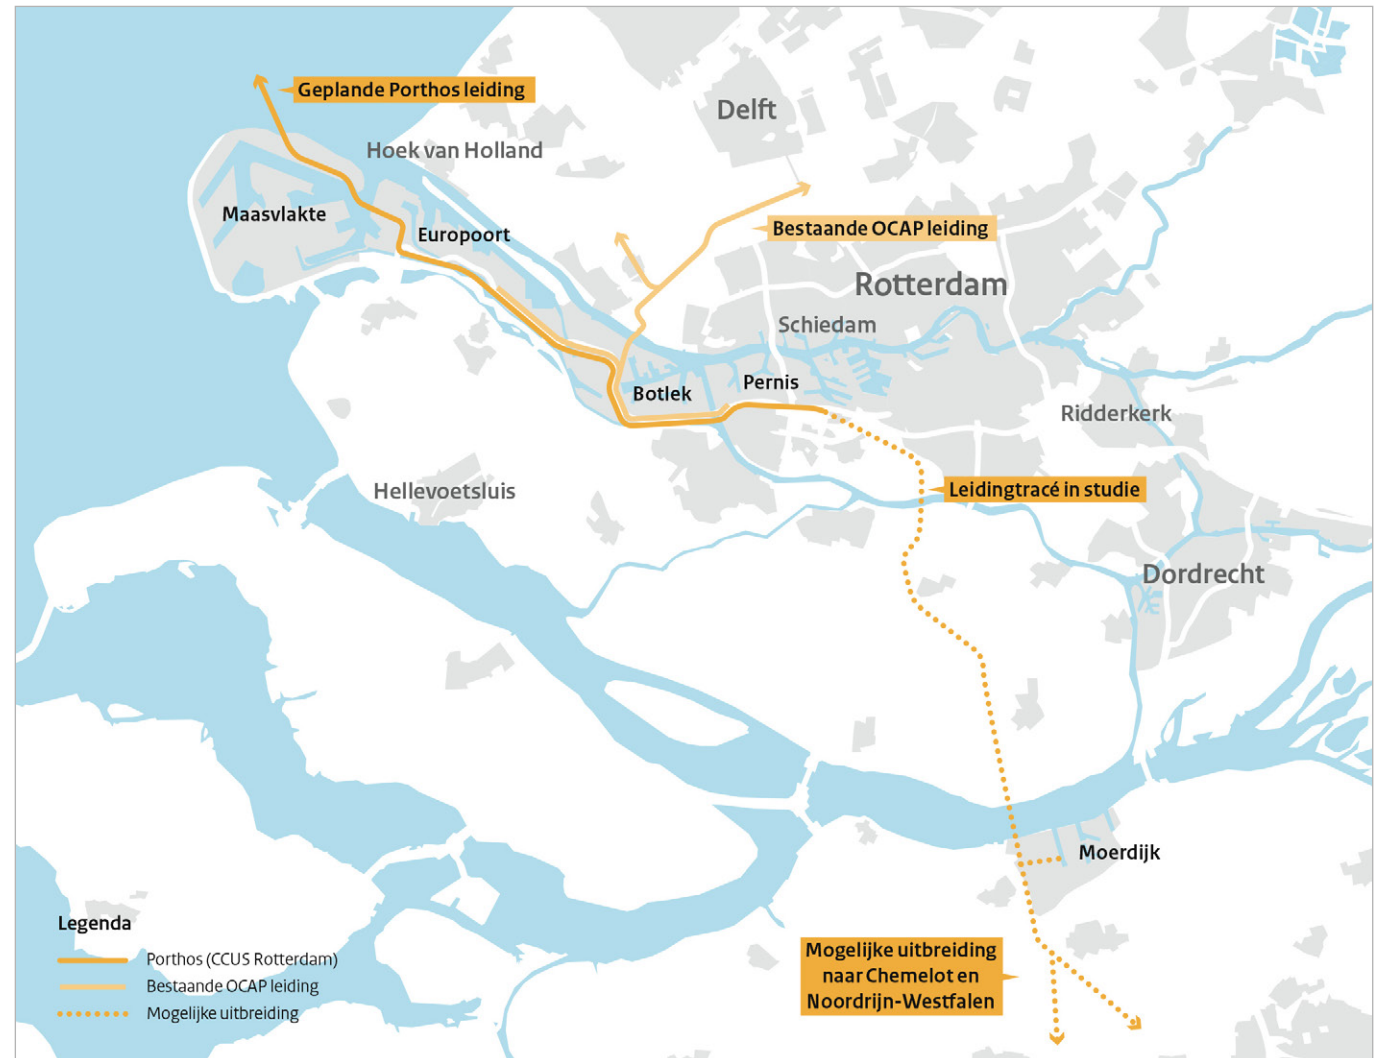 Geplande Porthos leiding
Delft
Hoek van Holland
Maasvlakte
Europoort
Bestaande OCAP leiding
Rotterdam
Schiedam
Pernis
Botlek
Ridderkerk
Hellevoetsluis
Leidingtracé in studie
Dordrecht
Moerdijk
Mogelijke uitbreiding
naar Chemelot en
Noordrijn-Westfalen
Legenda
Porthos (CCUS Rotterdam)
Bestaande OCAP leiding
Mogelijke uitbreiding